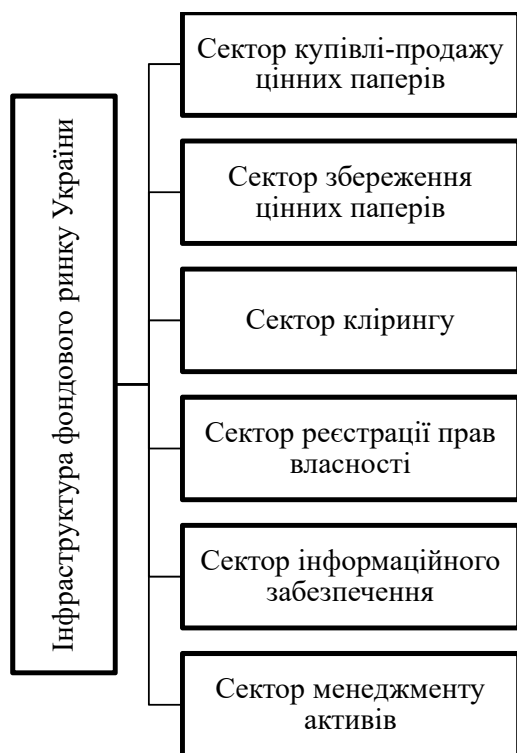 Інфраструктура фондового ринку України
Сектор купівлі-продажу
цінних паперів
Сектор збереження
цінних паперів
Сектор клірингу
Сектор реєстрації прав
власності
Сектор інформаційного
забезпечення
Сектор менеджменту
активів